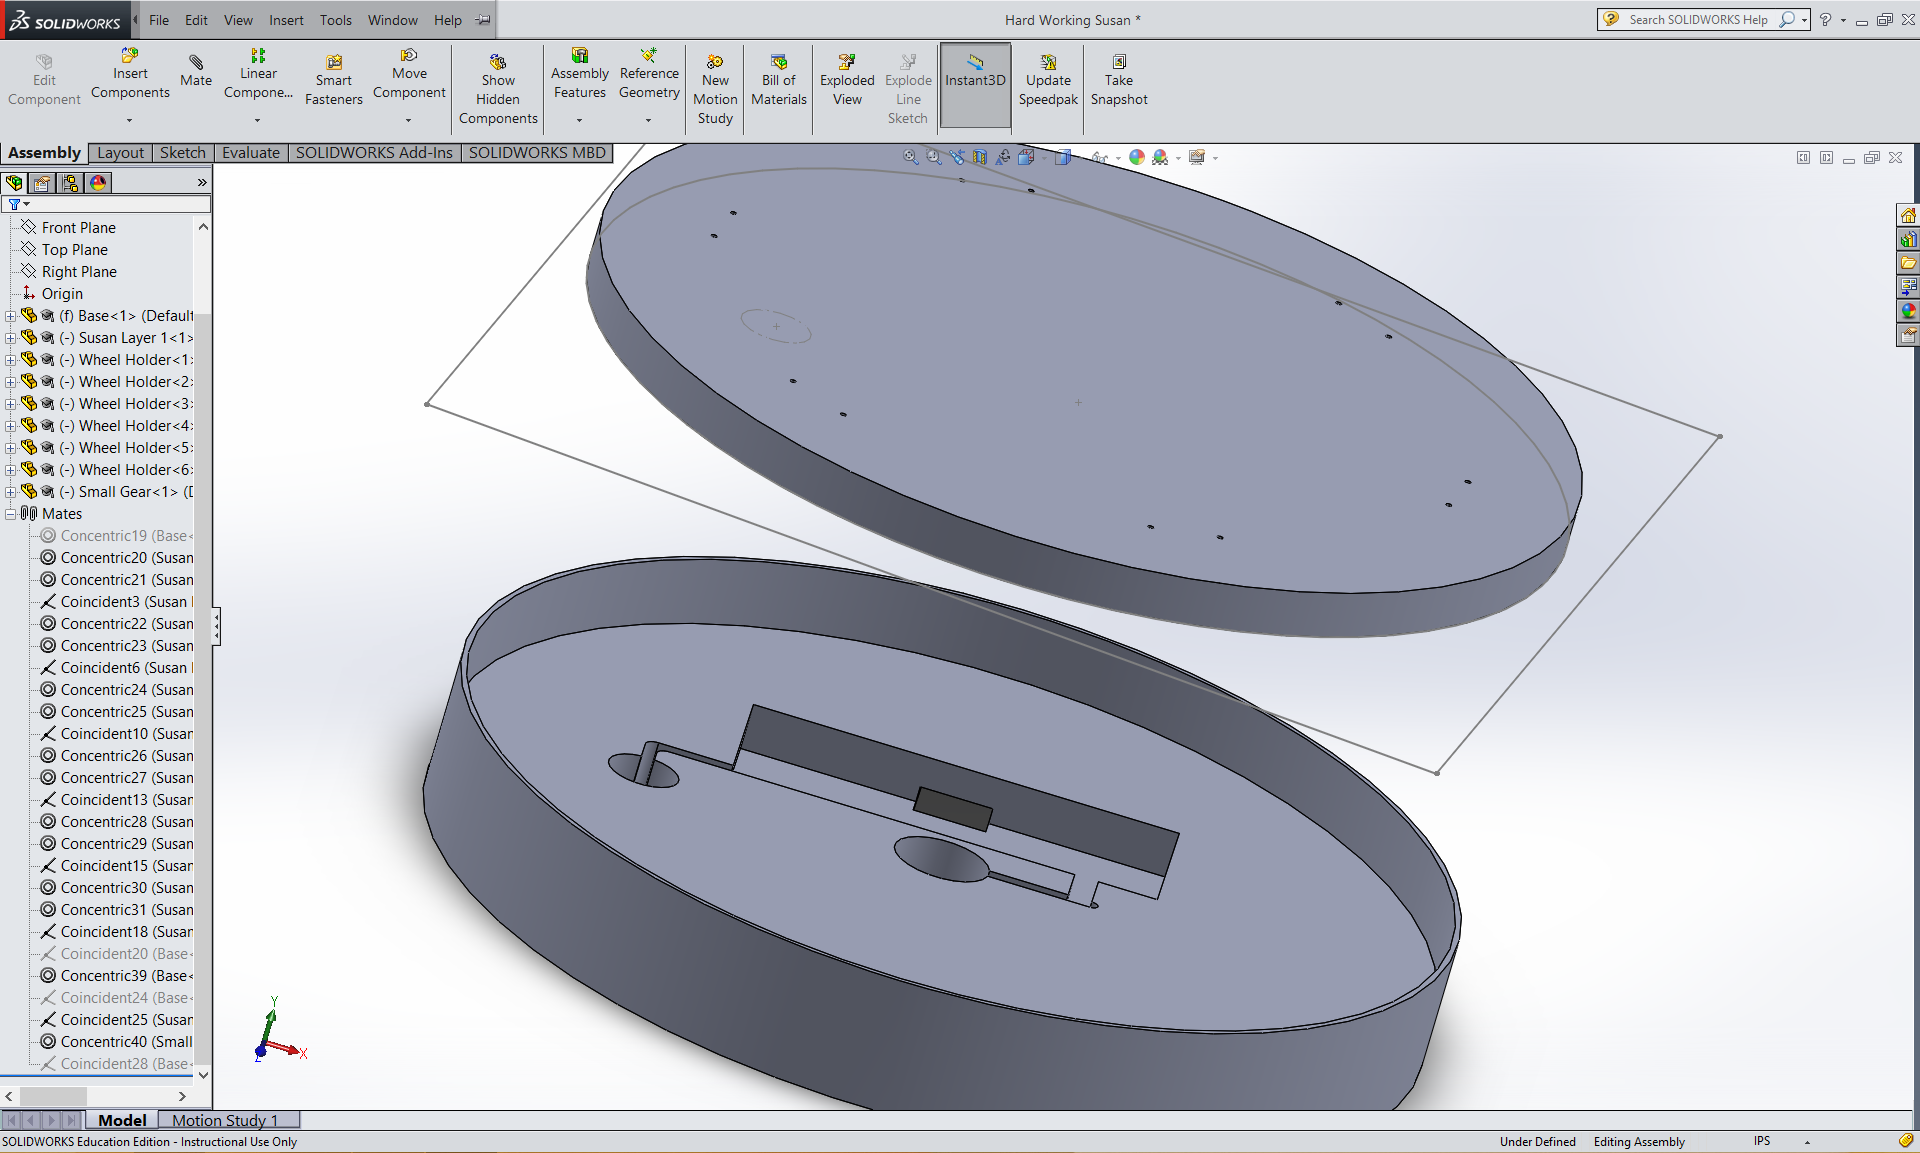 SOLIDWORKS File Edit View Insert Tools Window Help Hard Working Susan * Search SOLIDWORKS Help ?
Edit Component
Insert Components
Mate
Linear Compone...
Smart Fasteners
Move Component
Show Hidden Components
Assembly Features
Reference Geometry
New Motion Study
Bill of Materials
Exploded View
Explode Line Sketch
Instant3D
Update Speedpak
Take Snapshot
Assembly Layout Sketch Evaluate SOLIDWORKS Add-Ins SOLIDWORKS MBD
Front Plane
Top Plane
Right Plane
Origin
(f) Base<1> (Default
(-) Susan Layer 1<1>
(-) Wheel Holder<1>
(-) Wheel Holder<2>
(-) Wheel Holder<3>
(-) Wheel Holder<4>
(-) Wheel Holder<5>
(-) Wheel Holder<6>
(-) Small Gear<1> (D
Mates
Concentric19 (Base<
Concentric20 (Susan
Concentric21 (Susan
Coincident3 (Susan
Concentric22 (Susan
Concentric23 (Susan
Coincident6 (Susan
Concentric24 (Susan
Concentric25 (Susan
Coincident10 (Susan
Concentric26 (Susan
Concentric27 (Susan
Coincident13 (Susan
Concentric28 (Susan
Concentric29 (Susan
Coincident15 (Susan
Concentric30 (Susan
Concentric31 (Susan
Coincident18 (Susan
Coincident20 (Base<
Concentric39 (Base<
Coincident24 (Base<
Coincident25 (Susan
Concentric40 (Small
Coincident28 (Base<
Y
X
Z
Model Motion Study 1
SOLIDWORKS Education Edition - Instructional Use Only Under Defined Editing Assembly IPS